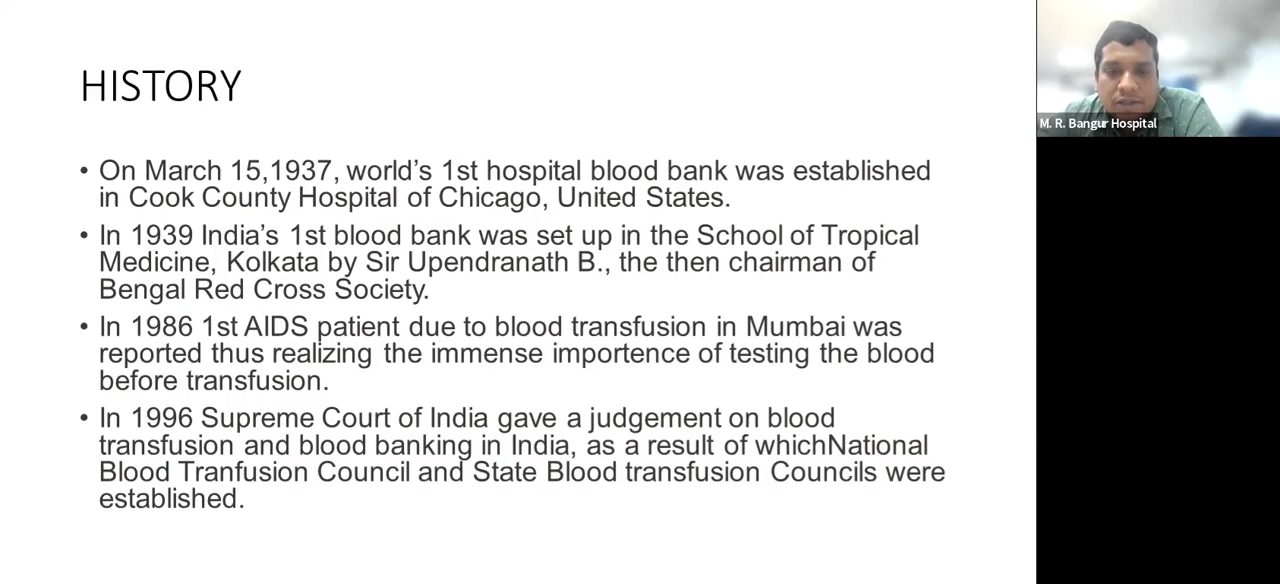 HISTORY
• On March 15,1937, world's 1st hospital blood bank was established
in Cook County Hospital of Chicago, United States.
• In 1939 India's 1st blood bank was set up in the School of Tropical
Medicine, Kolkata by Sir Upendranath B., the then chairman of
Bengal Red Cross Society.
• In 1986 1st AIDS patient due to blood transfusion in Mumbai was
reported thus realizing the immense importence of testing the blood
before transfusion.
• In 1996 Supreme Court of India gave a judgement on blood
transfusion and blood banking in India, as a result of whichNational
Blood Tranfusion Council and State Blood transfusion Councils were
established.
M. R. Bangur Hospital